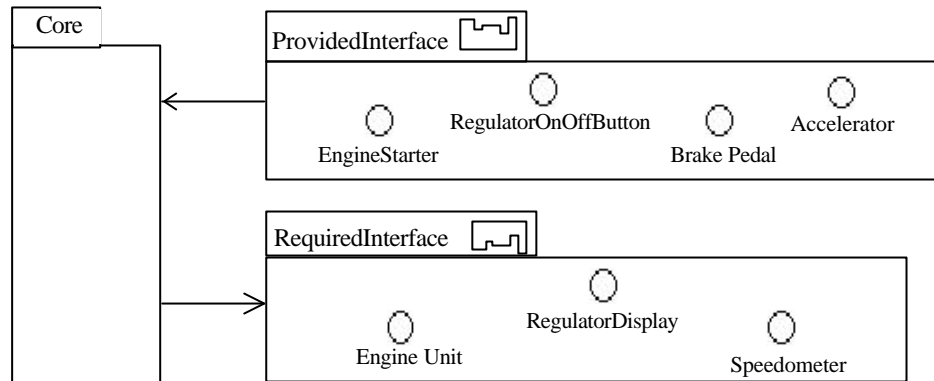 Core
ProvidedInterface
RegulatorOnOffButton
Accelerator
EngineStarter
Brake Pedal
RequiredInterface
RegulatorDisplay
Engine Unit
Speedometer